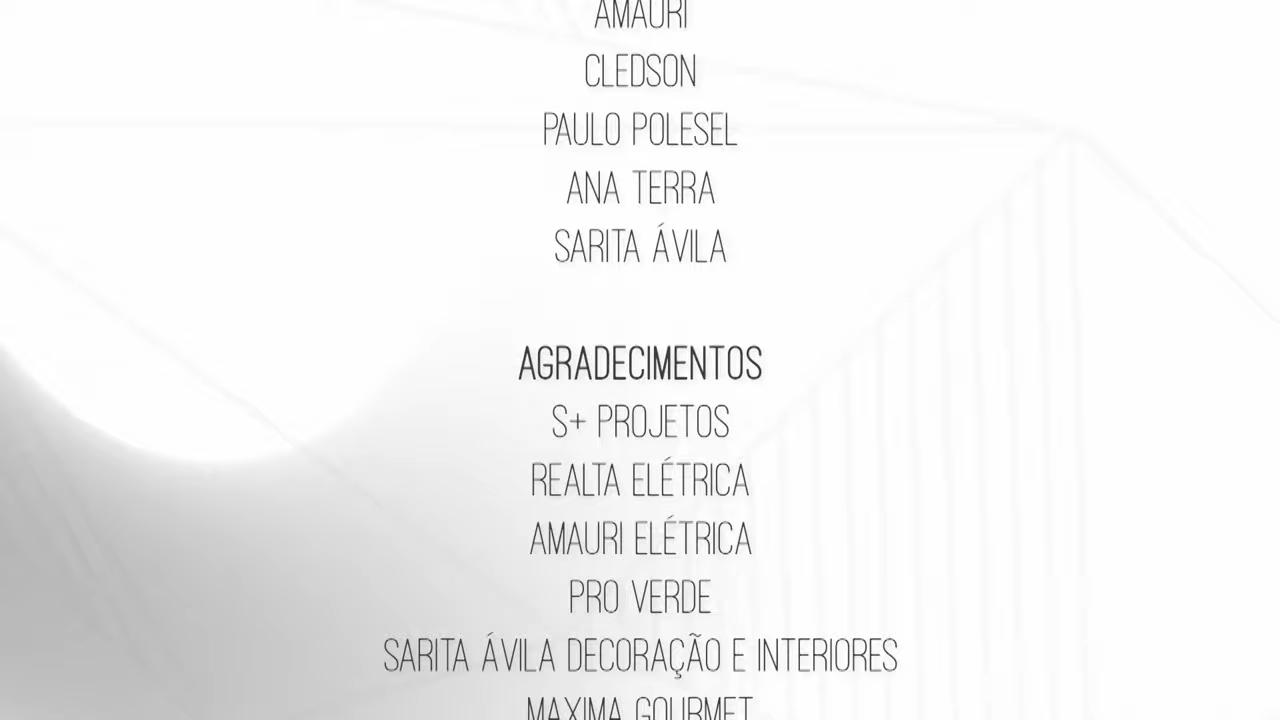 AMAURI
CLEDSON
PAULO POLESEL
ANA TERRA
SARITA ÁVILA
AGRADECIMENTOS
S+ PROJETOS
REALTA ELÉTRICA
AMAURI ELÉTRICA
PRO VERDE
SARITA ÁVILA DECORAÇÃO E INTERIORES
MAXIMA GOURMET